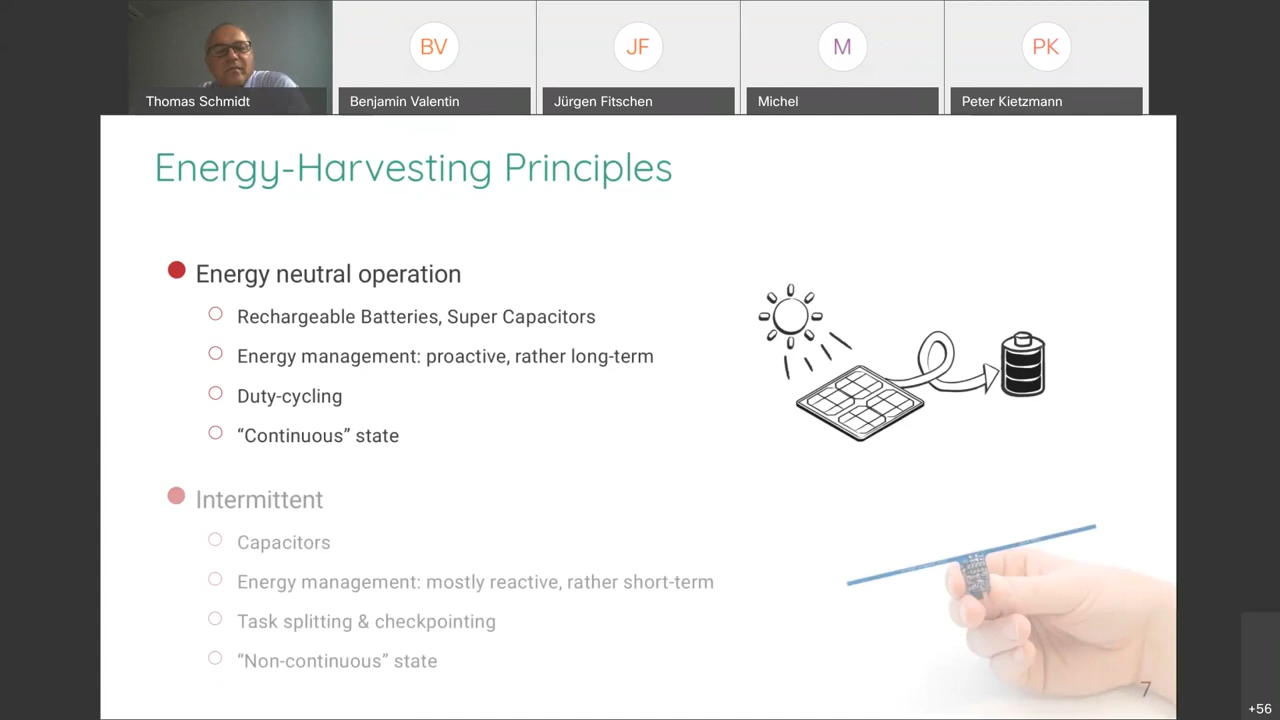 BV
JF
M
PK
Thomas Schmidt
Benjamin Valentin
Jürgen Fitschen
Michel
Peter Kietzmann
Energy-Harvesting Principles
Energy neutral operation
Rechargeable Batteries, Super Capacitors
Energy management: proactive, rather long-term
Duty-cycling
“Continuous” state
Intermittent
Capacitors
Energy management: mostly reactive, rather short-term
Task splitting & checkpointing
“Non-continuous” state
7
+56